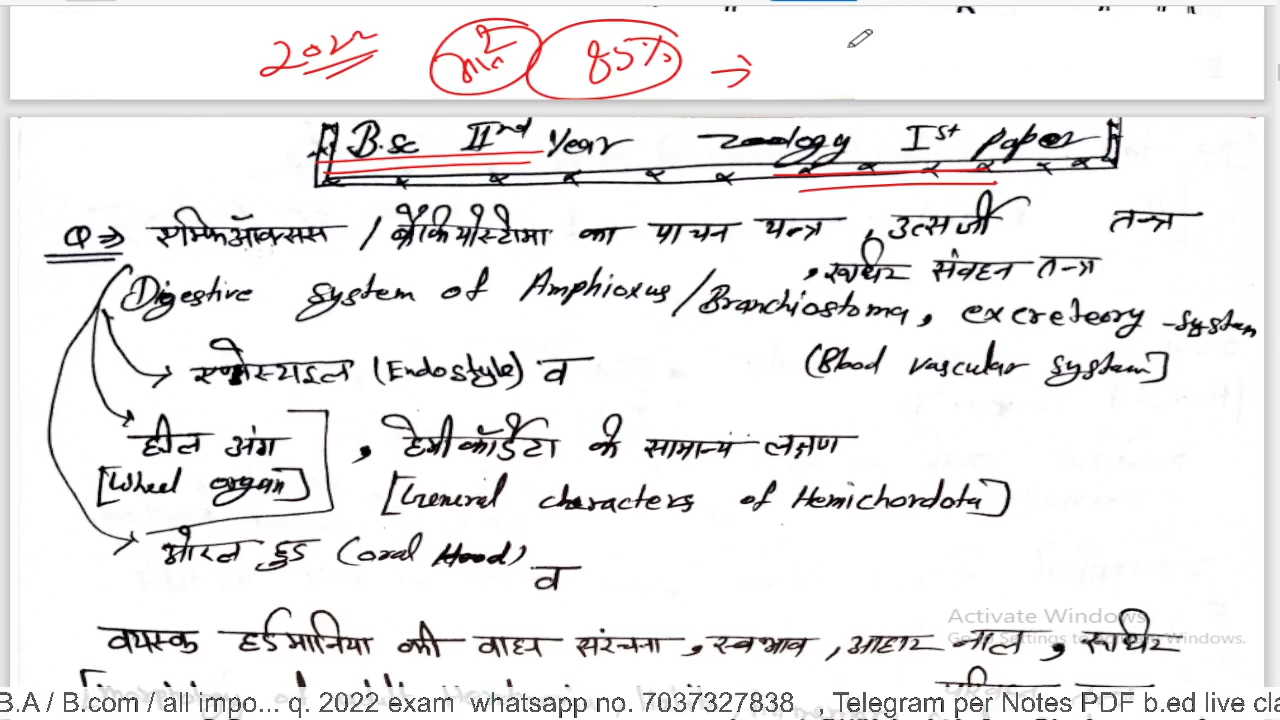 2022 2 85% →
B.Sc IInd Year Zoology Ist Paper
Q ⇒ एम्फिऑक्सस / ब्रैंकियोस्टोमा का पाचन यन्त्र, उत्सर्जी तन्त्र
, रूधिर संवहन तन्त्र
Digestive System of Amphioxus / Branchiostoma, excreteory -System
(Blood vascular system]
→ एण्डोस्टाइल (Endostyle) व
→ हील अंग , हेमीकॉर्डेटा के सामान्य लक्षण
[Wheel organ] [General characters of Hemichordata]
→ ओरल हुड (oral Hood) व
वयस्क हर्डमानिया की वाह्य संरचना, स्वभाव, आहार नाल, रूधिर
Activate Windows
Go to Settings to activate Windows.
B.A / B.com /all impo... q. 2022 exam whatsapp no. 7037327838 , Telegram per Notes PDF b.ed live cla